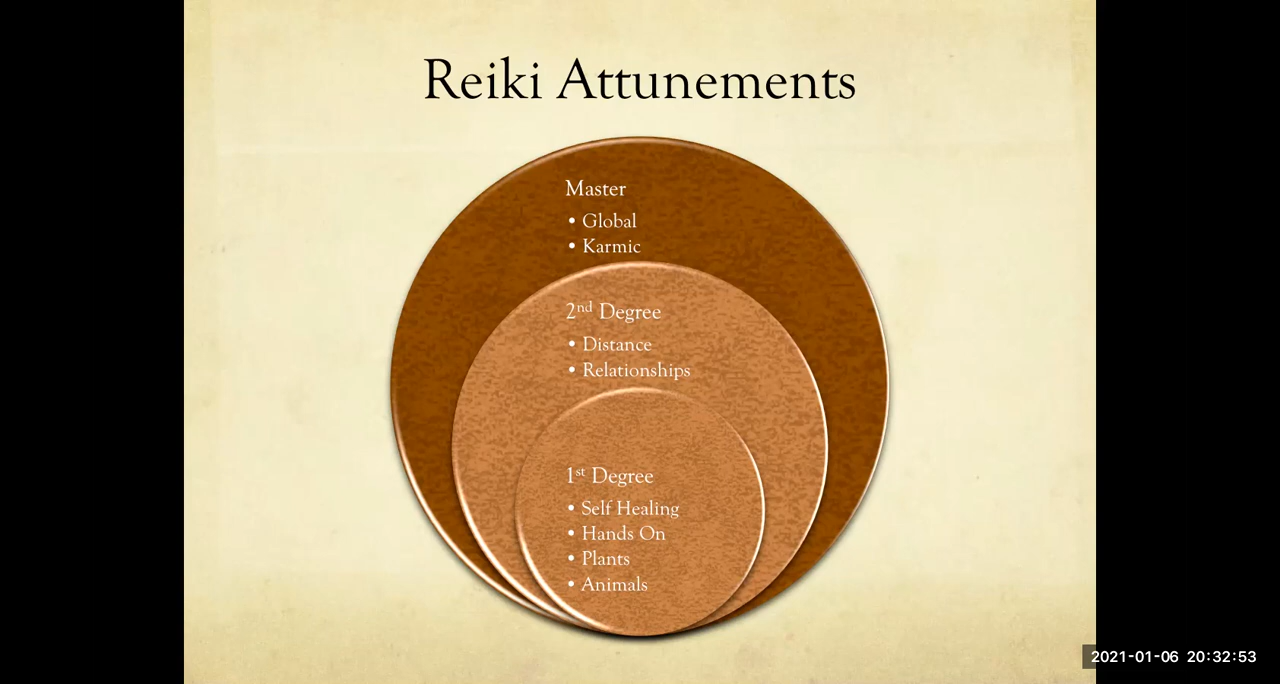 Reiki Attunements
Master
• Global
• Karmic
2nd Degree
• Distance
• Relationships
1st Degree
• Self Healing
• Hands On
• Plants
• Animals
2021-01-06 20:32:53